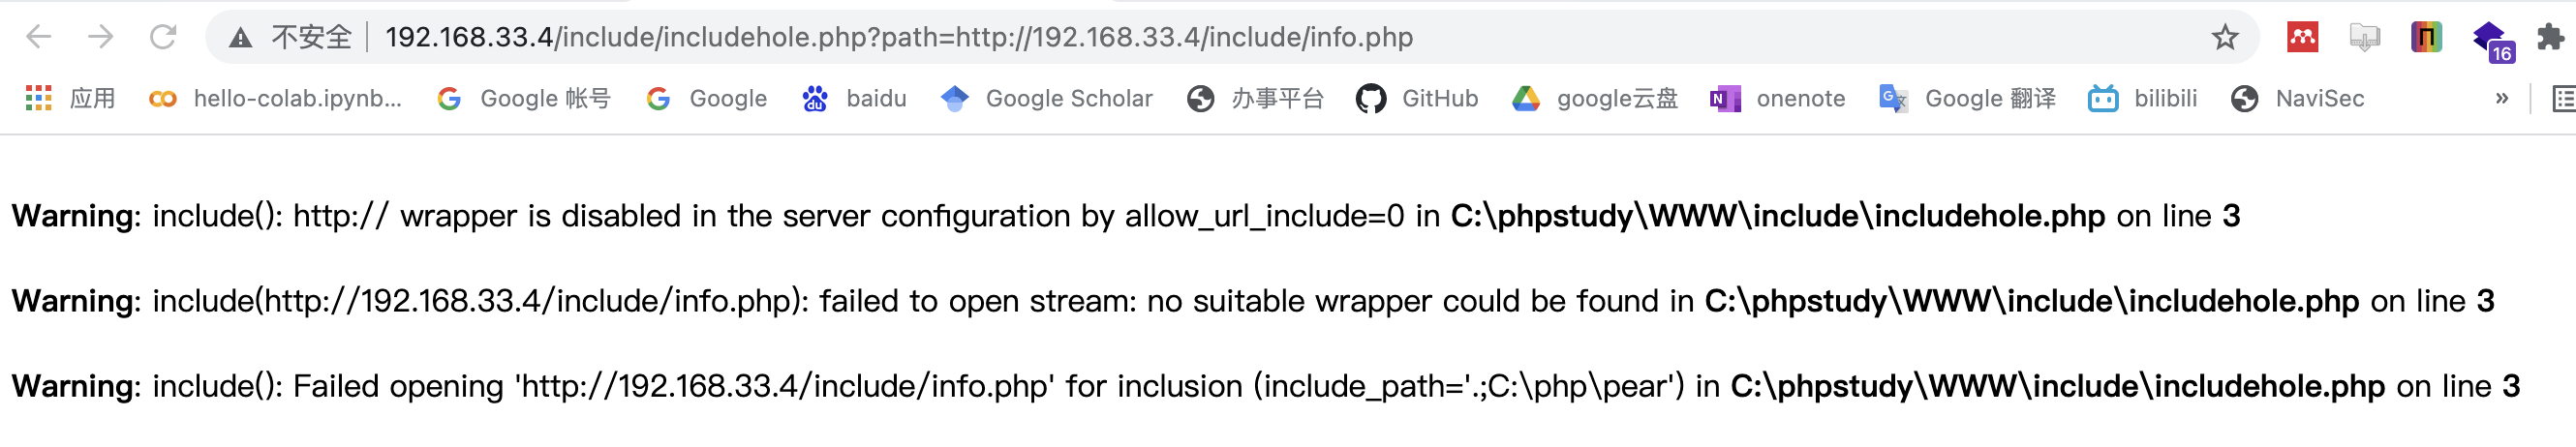 不安全 192.168.33.4/include/includehole.php?path=http://192.168.33.4/include/info.php
16
应用 hello-colab.ipynb... Google 帐号 Google baidu Google Scholar 办事平台 GitHub google云盘 onenote Google 翻译 bilibili NaviSec »
Warning: include(): http:// wrapper is disabled in the server configuration by allow_url_include=0 in C:\phpstudy\WWW\include\includehole.php on line 3
Warning: include(http://192.168.33.4/include/info.php): failed to open stream: no suitable wrapper could be found in C:\phpstudy\WWW\include\includehole.php on line 3
Warning: include(): Failed opening 'http://192.168.33.4/include/info.php' for inclusion (include_path='.;C:\php\pear') in C:\phpstudy\WWW\include\includehole.php on line 3